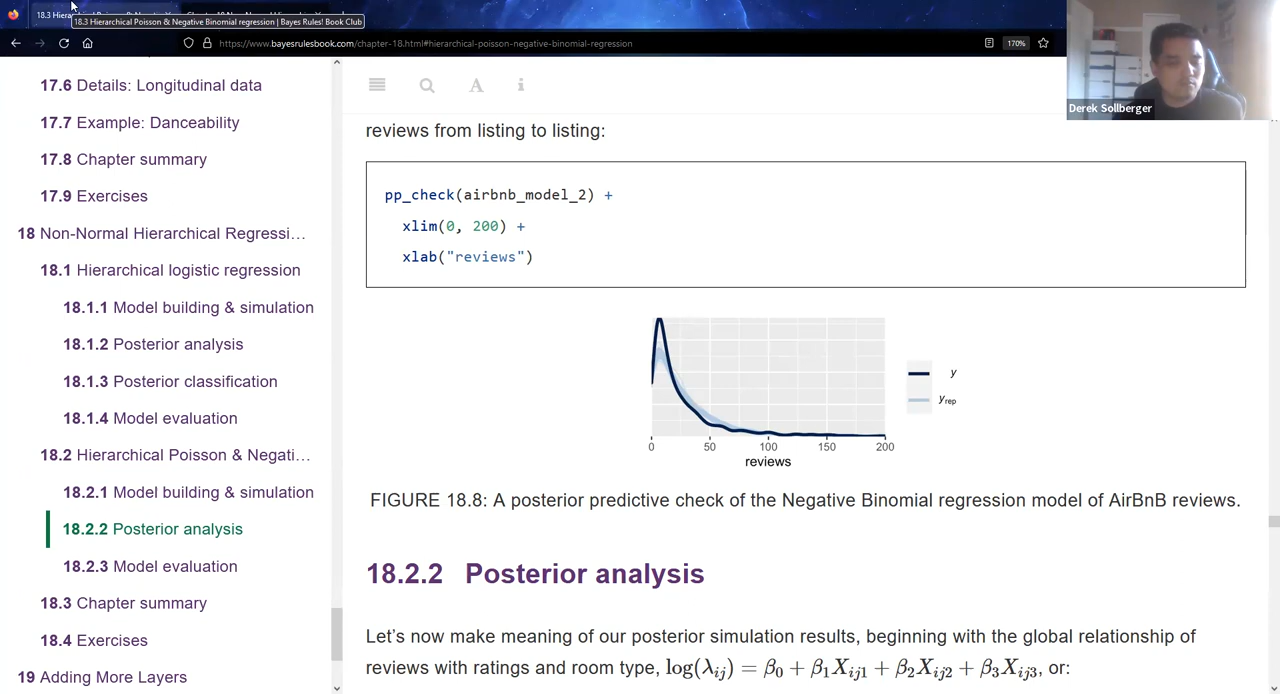 18.3 Hierarchical Poisson & Negative Binomial regression | Bayes Rules! Book Club
https://www.bayesrulesbook.com/chapter-18.html#hierarchical-poisson-negative-binomial-regression
170%
Derek Sollberger
17.6 Details: Longitudinal data
17.7 Example: Danceability
17.8 Chapter summary
17.9 Exercises
18 Non-Normal Hierarchical Regressi…
18.1 Hierarchical logistic regression
18.1.1 Model building & simulation
18.1.2 Posterior analysis
18.1.3 Posterior classification
18.1.4 Model evaluation
18.2 Hierarchical Poisson & Negati…
18.2.1 Model building & simulation
18.2.2 Posterior analysis
18.2.3 Model evaluation
18.3 Chapter summary
18.4 Exercises
19 Adding More Layers
reviews from listing to listing:
pp_check(airbnb_model_2) +
xlim(0, 200) +
xlab("reviews")
y
yrep
0 50 100 150 200
reviews
FIGURE 18.8: A posterior predictive check of the Negative Binomial regression model of AirBnB reviews.
18.2.2 Posterior analysis
Let's now make meaning of our posterior simulation results, beginning with the global relationship of
reviews with ratings and room type, log(λij) = β0 + β1Xij1 + β2Xij2 + β3Xij3, or: